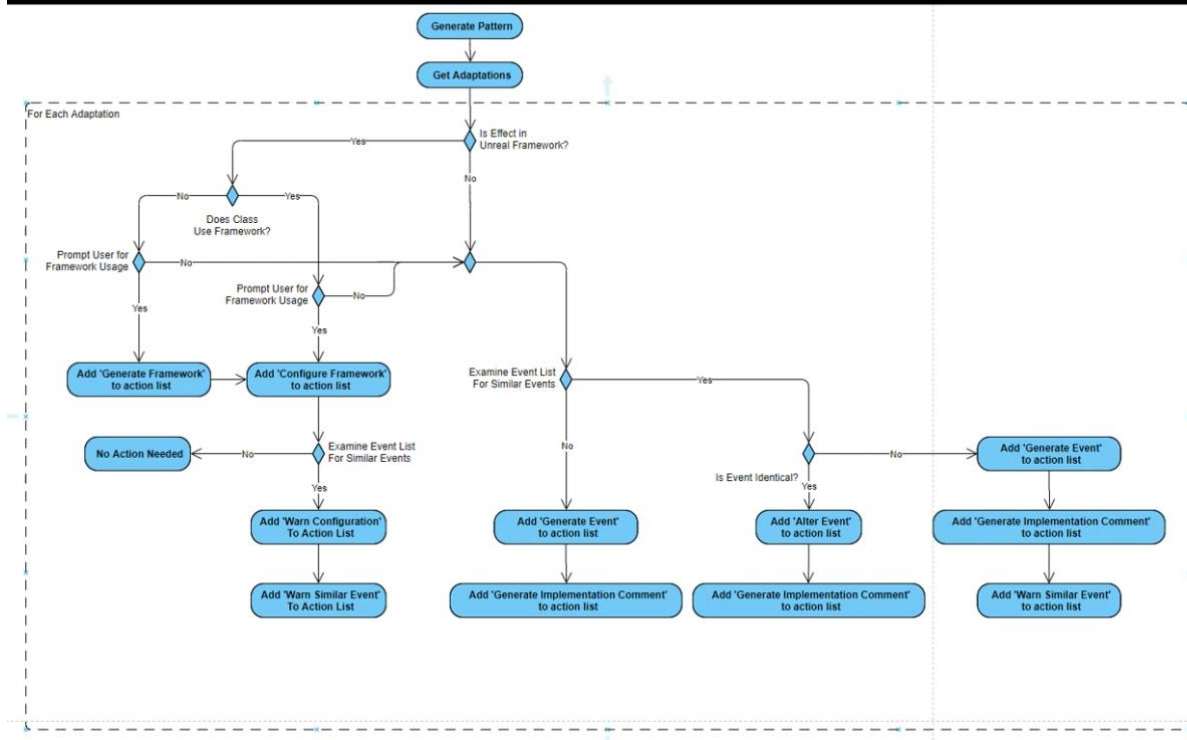 Generate Pattern
Get Adaptations
For Each Adaptation
Is Effect in
Unreal Framework?
Yes
No
No
Yes
Does Class
Use Framework?
Prompt User for
Framework Usage
No
Prompt User for
Framework Usage
No
Yes
Yes
Add 'Generate Framework'
to action list
Add 'Configure Framework'
to action list
Examine Event List
For Similar Events
Yes
No
No Action Needed
No
Examine Event List
For Similar Events
Yes
Is Event Identical?
Yes
No
Add 'Generate Event'
to action list
Add 'Warn Configuration'
To Action List
Add 'Generate Event'
to action list
Add 'Alter Event'
to action list
Add 'Generate Implementation Comment'
to action list
Add 'Warn Similar Event'
To Action List
Add 'Generate Implementation Comment'
to action list
Add 'Generate Implementation Comment'
to action list
Add 'Warn Similar Event'
to action list